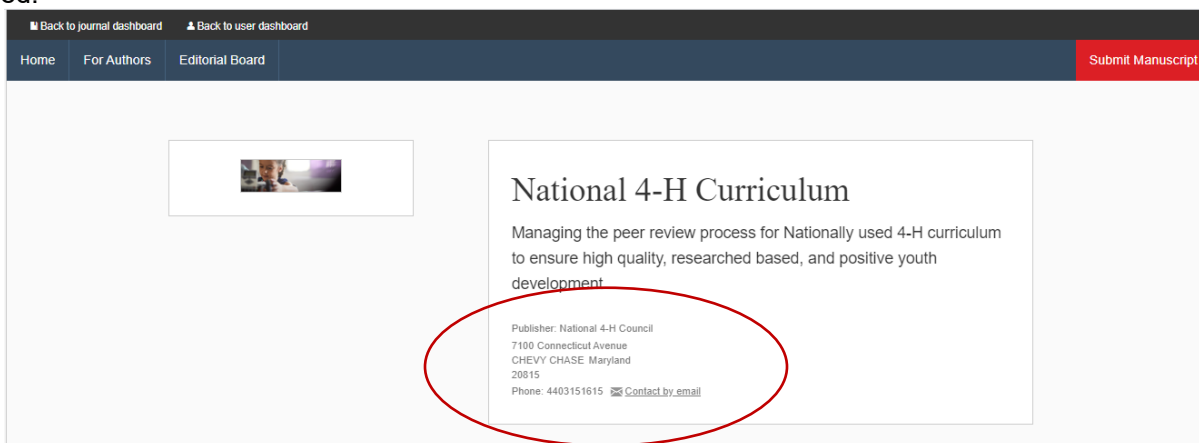 Back to journal dashboard Back to user dashboard
Home For Authors Editorial Board Submit Manuscript
National 4-H Curriculum
Managing the peer review process for Nationally used 4-H curriculum
to ensure high quality, researched based, and positive youth
development
Publisher: National 4-H Council
7100 Connecticut Avenue
CHEVY CHASE Maryland
20815
Phone: 4403151615 Contact by email